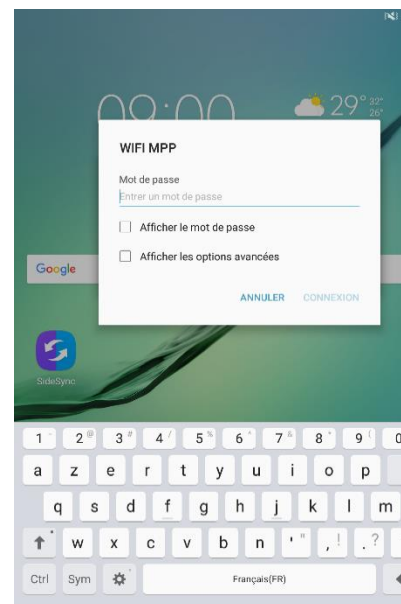 09:00
29° 32°
26°
WIFI MPP
Mot de passe
Entrer un mot de passe
Afficher le mot de passe
Afficher les options avancées
ANNULER CONNEXION
Google
SideSync
1 - 2 @ 3 # 4 / 5 % 6 ^ 7 & 8 * 9 ( 0
a z e r t y u i o p
q s d f g h j k l m
w x c v b n ' " , ! . ?
Ctrl Sym Français(FR)